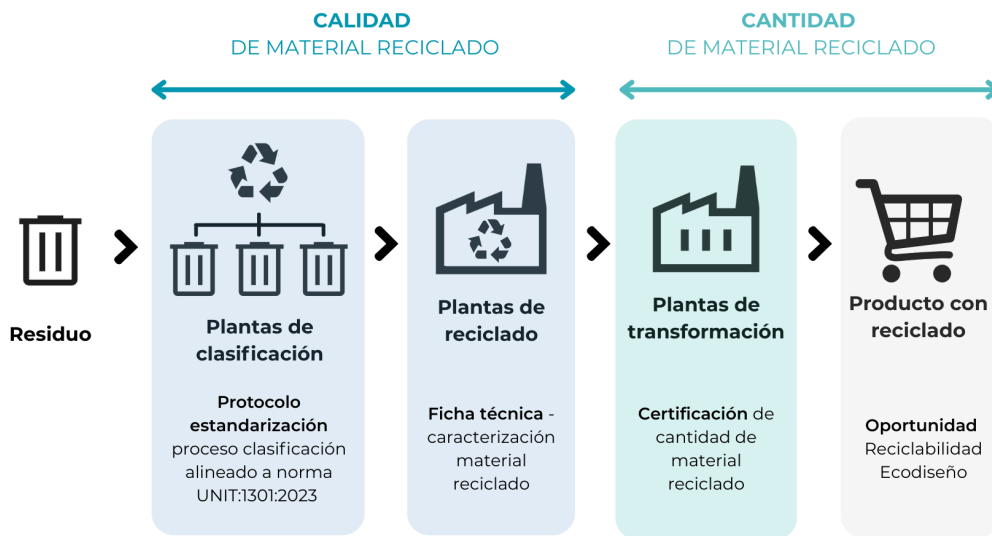 CALIDAD
DE MATERIAL RECICLADO
CANTIDAD
DE MATERIAL RECICLADO
Residuo
Plantas de
clasificación
Protocolo
estandarización
proceso clasificación
alineado a norma
UNIT:1301:2023
Plantas de
reciclado
Ficha técnica -
caracterización
material
reciclado
Plantas de
transformación
Certificación de
cantidad de
material
reciclado
Producto con
reciclado
Oportunidad
Reciclabilidad
Ecodiseño